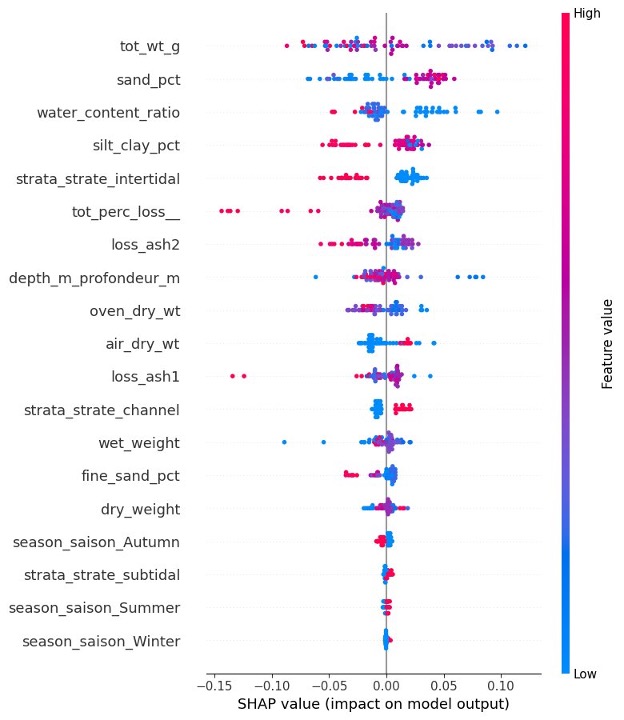 High
tot_wt_g
sand_pct
water_content_ratio
silt_clay_pct
strata_strate_intertidal
tot_perc_loss__
loss_ash2
depth_m_profondeur_m
oven_dry_wt
air_dry_wt
loss_ash1
strata_strate_channel
wet_weight
fine_sand_pct
dry_weight
season_saison_Autumn
strata_strate_subtidal
season_saison_Summer
season_saison_Winter
Feature value
Low
−0.15 −0.10 −0.05 0.00 0.05 0.10
SHAP value (impact on model output)